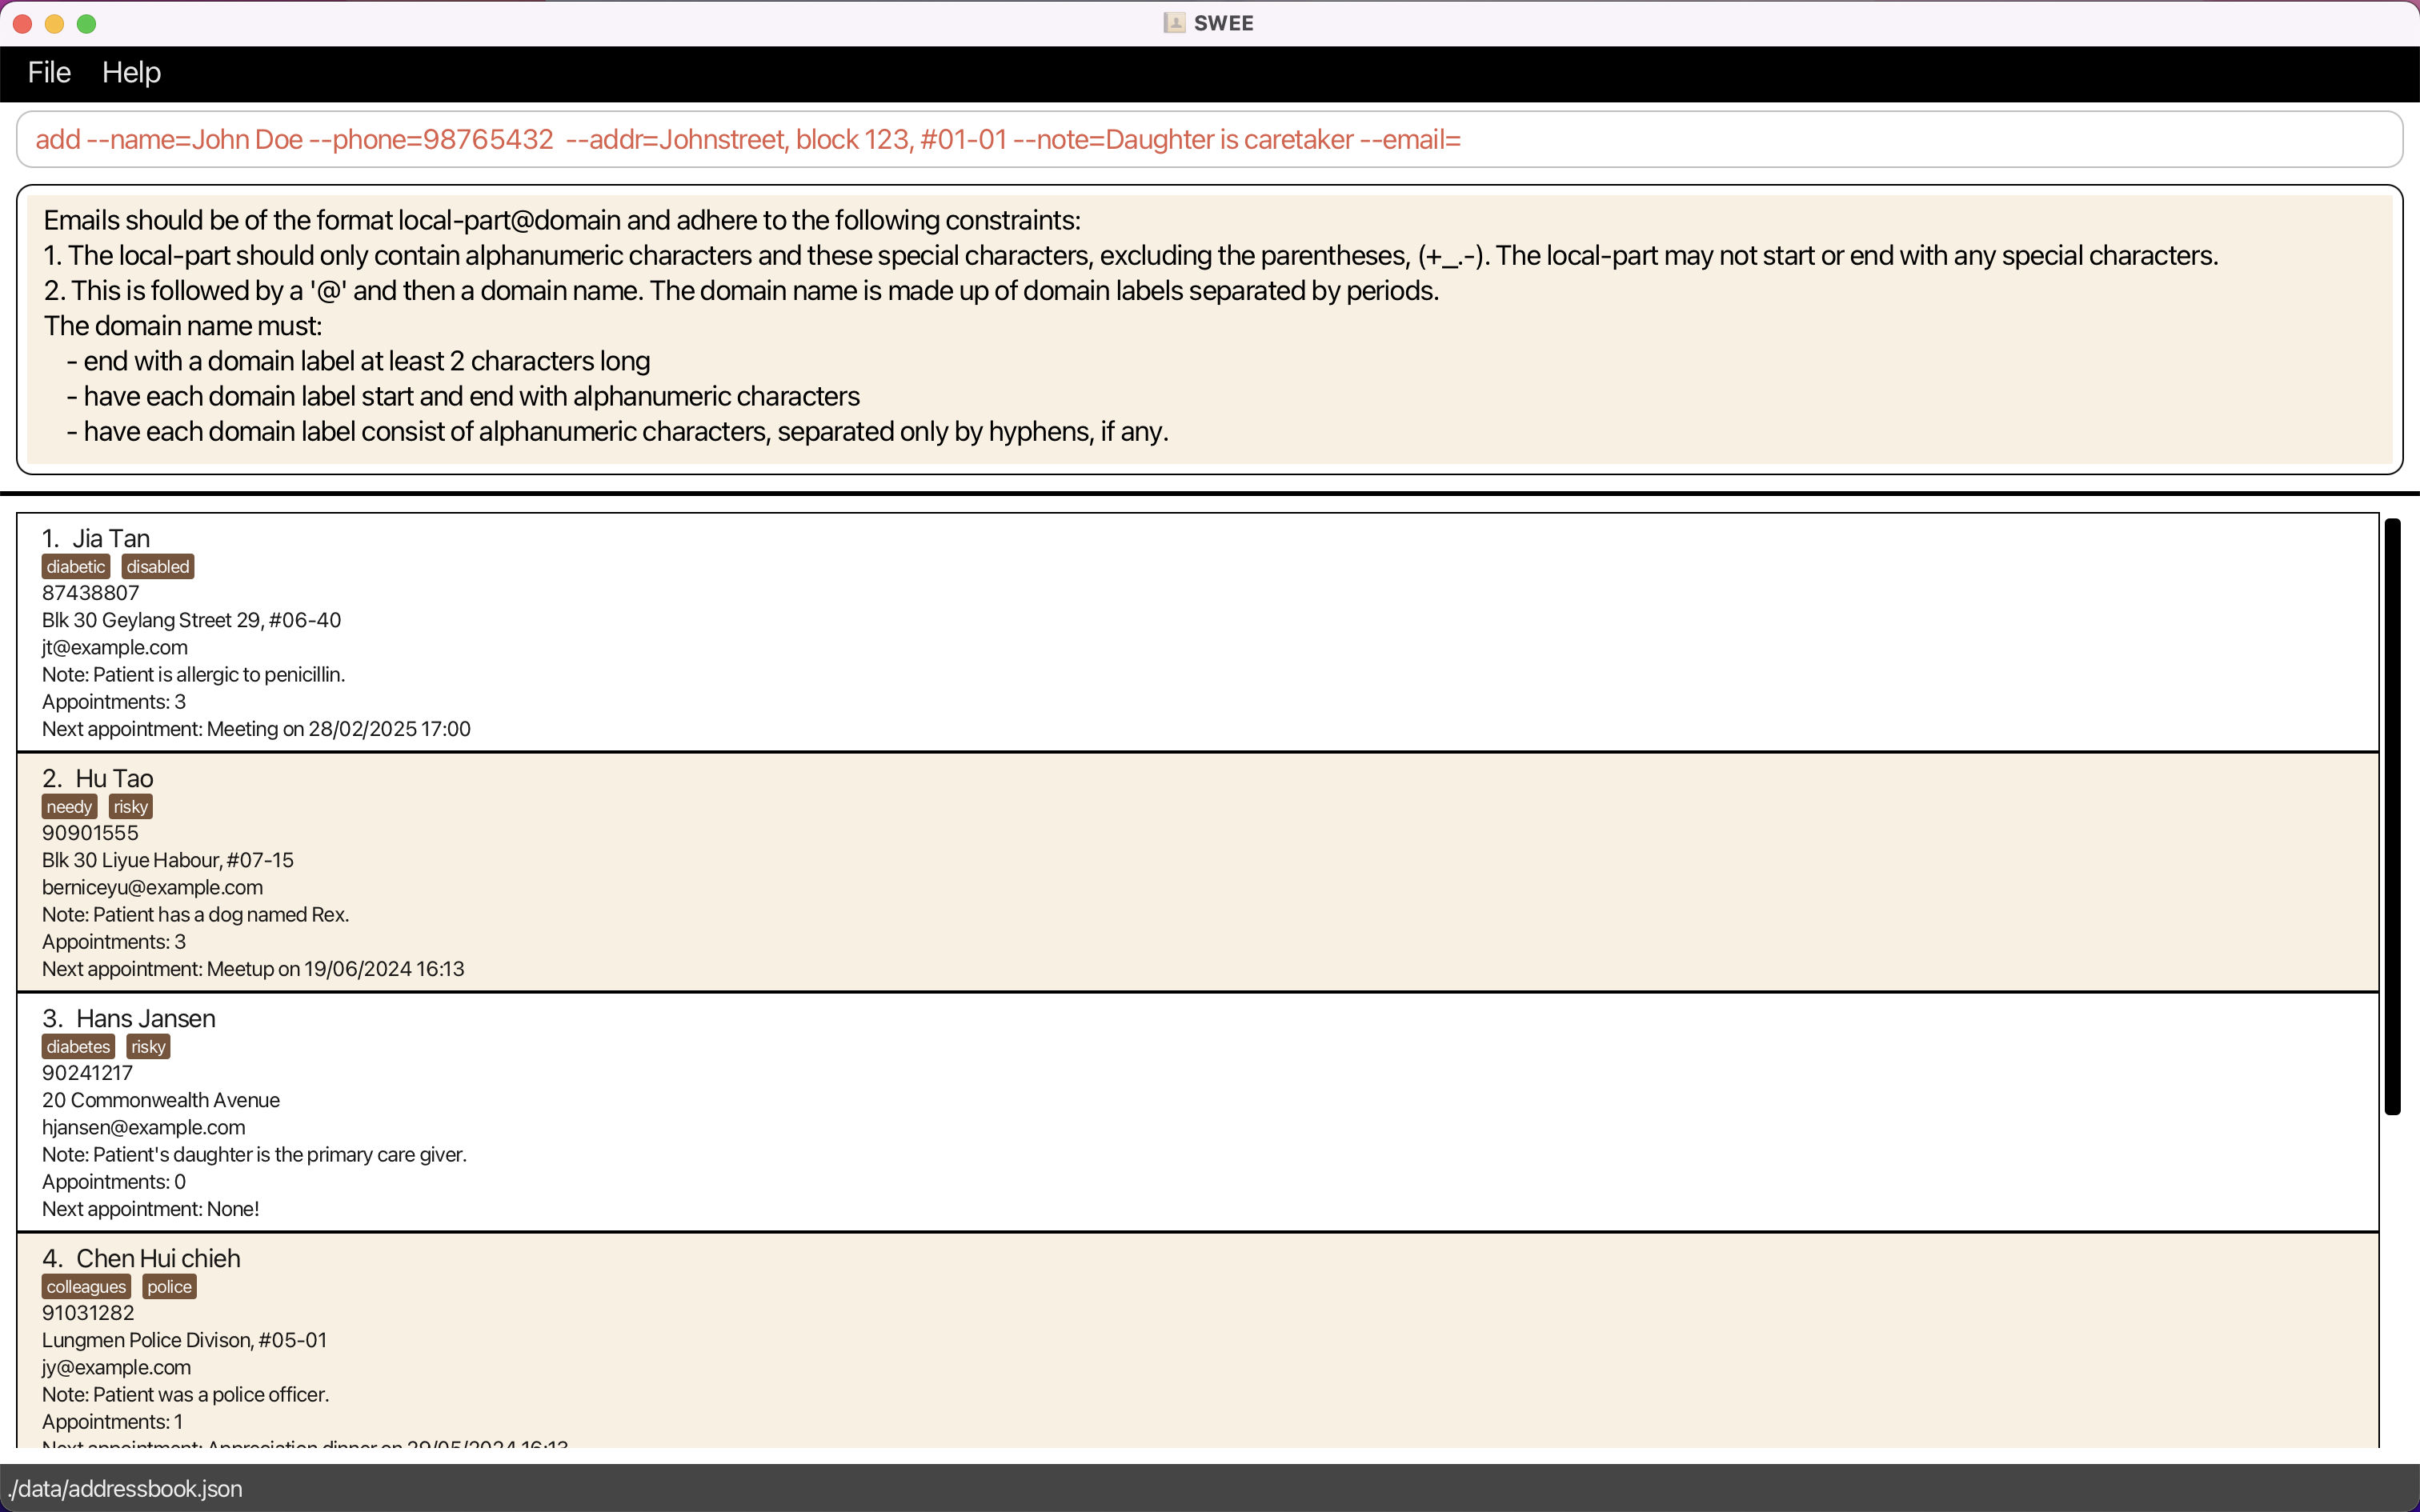 SWEE
File Help
add --name=John Doe --phone=98765432  --addr=Johnstreet, block 123, #01-01 --note=Daughter is caretaker --email=
Emails should be of the format local-part@domain and adhere to the following constraints:
1. The local-part should only contain alphanumeric characters and these special characters, excluding the parentheses, (+_.-). The local-part may not start or end with any special characters.
2. This is followed by a '@' and then a domain name. The domain name is made up of domain labels separated by periods.
The domain name must:
- end with a domain label at least 2 characters long
- have each domain label start and end with alphanumeric characters
- have each domain label consist of alphanumeric characters, separated only by hyphens, if any.
1. Jia Tan
diabetic disabled
87438807
Blk 30 Geylang Street 29, #06-40
jt@example.com
Note: Patient is allergic to penicillin.
Appointments: 3
Next appointment: Meeting on 28/02/2025 17:00
2. Hu Tao
needy risky
90901555
Blk 30 Liyue Habour, #07-15
berniceyu@example.com
Note: Patient has a dog named Rex.
Appointments: 3
Next appointment: Meetup on 19/06/2024 16:13
3. Hans Jansen
diabetes risky
90241217
20 Commonwealth Avenue
hjansen@example.com
Note: Patient's daughter is the primary care giver.
Appointments: 0
Next appointment: None!
4. Chen Hui chieh
colleagues police
91031282
Lungmen Police Divison, #05-01
jy@example.com
Note: Patient was a police officer.
Appointments: 1
Next appointment: Appreciation dinner on 29/05/2024 16:13
./data/addressbook.json